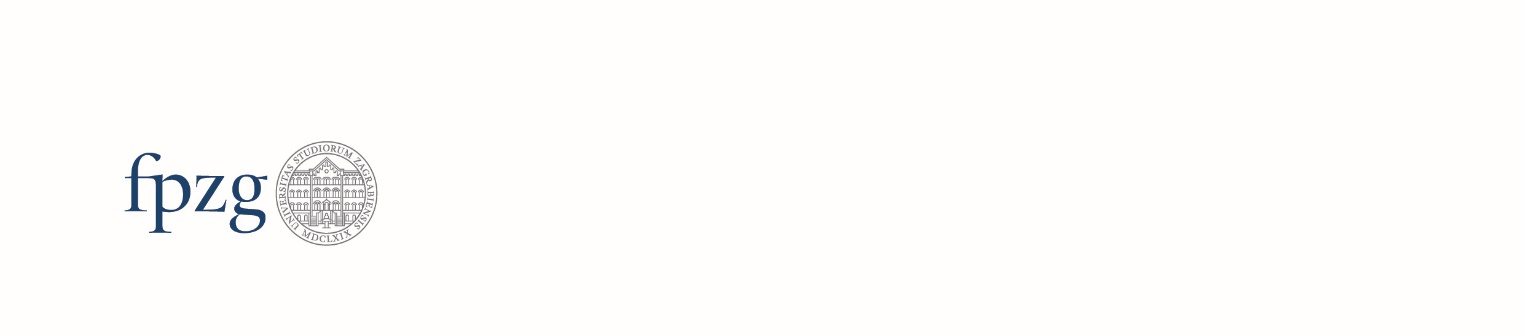 fpzg
UNIVERSITAS STUDIORUM ZAGRABIENSIS
MDCLXIX